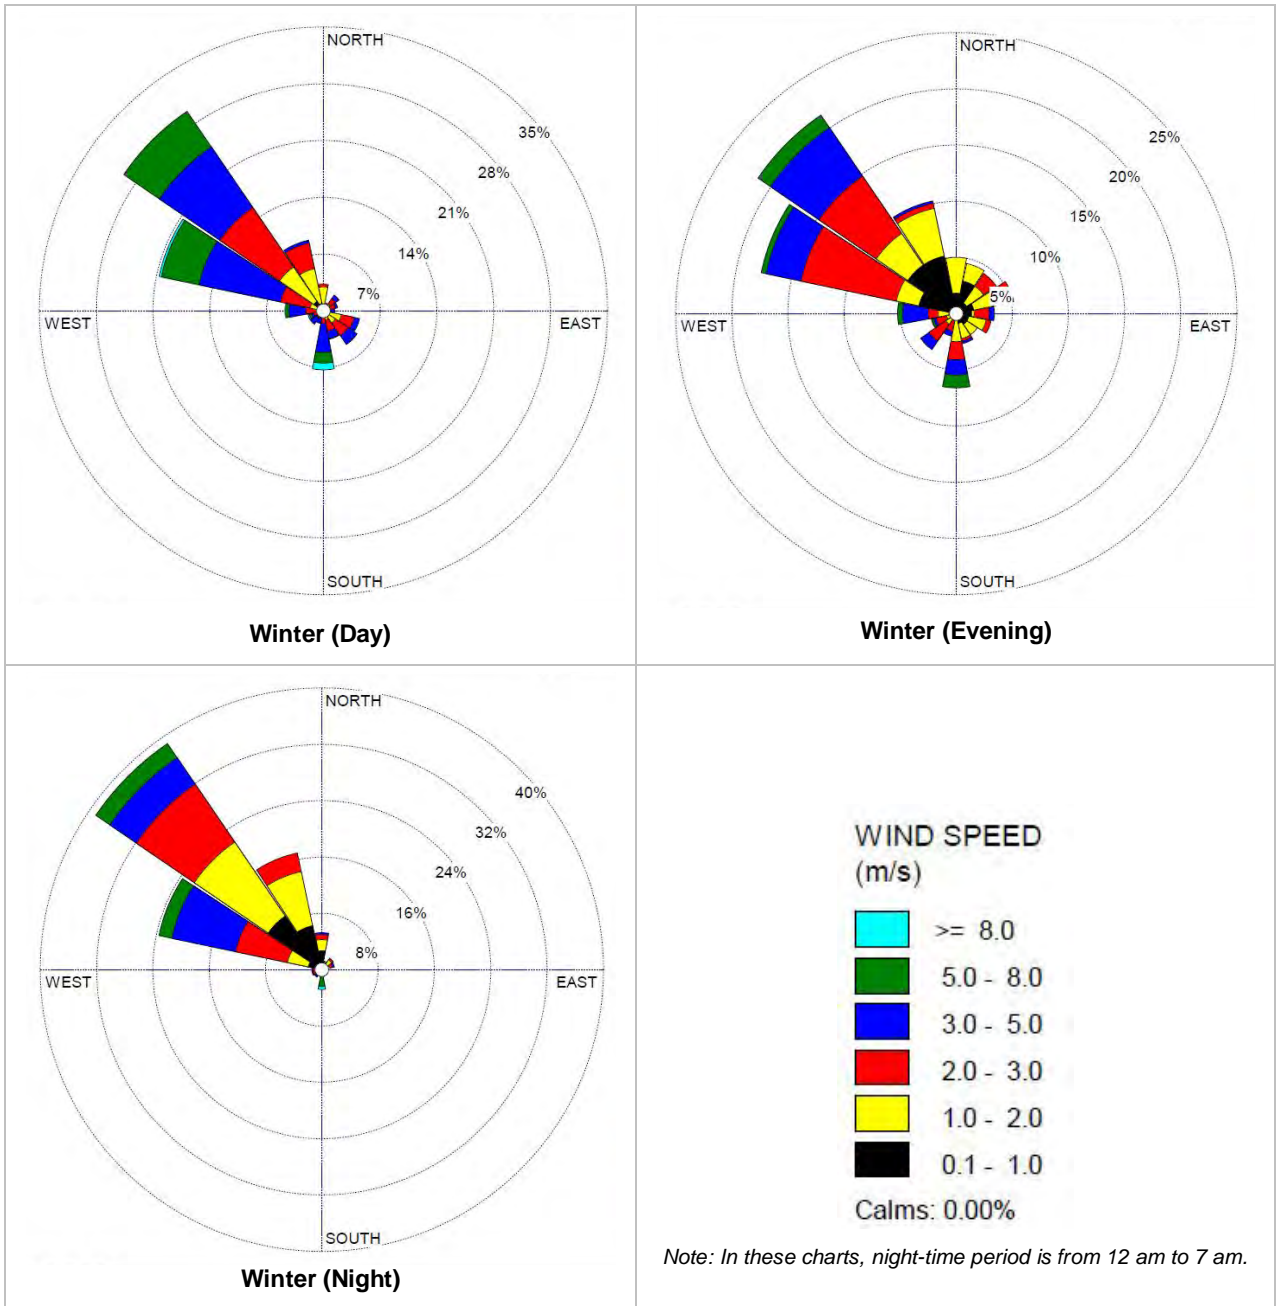 NORTH
35%
28%
21%
14%
7%
WEST
EAST
SOUTH
Winter (Day)
NORTH
25%
20%
15%
10%
5%
WEST
EAST
SOUTH
Winter (Evening)
NORTH
40%
32%
24%
16%
8%
WEST
EAST
SOUTH
Winter (Night)
WIND SPEED
(m/s)
>= 8.0
5.0 - 8.0
3.0 - 5.0
2.0 - 3.0
1.0 - 2.0
0.1 - 1.0
Calms: 0.00%
Note: In these charts, night-time period is from 12 am to 7 am.